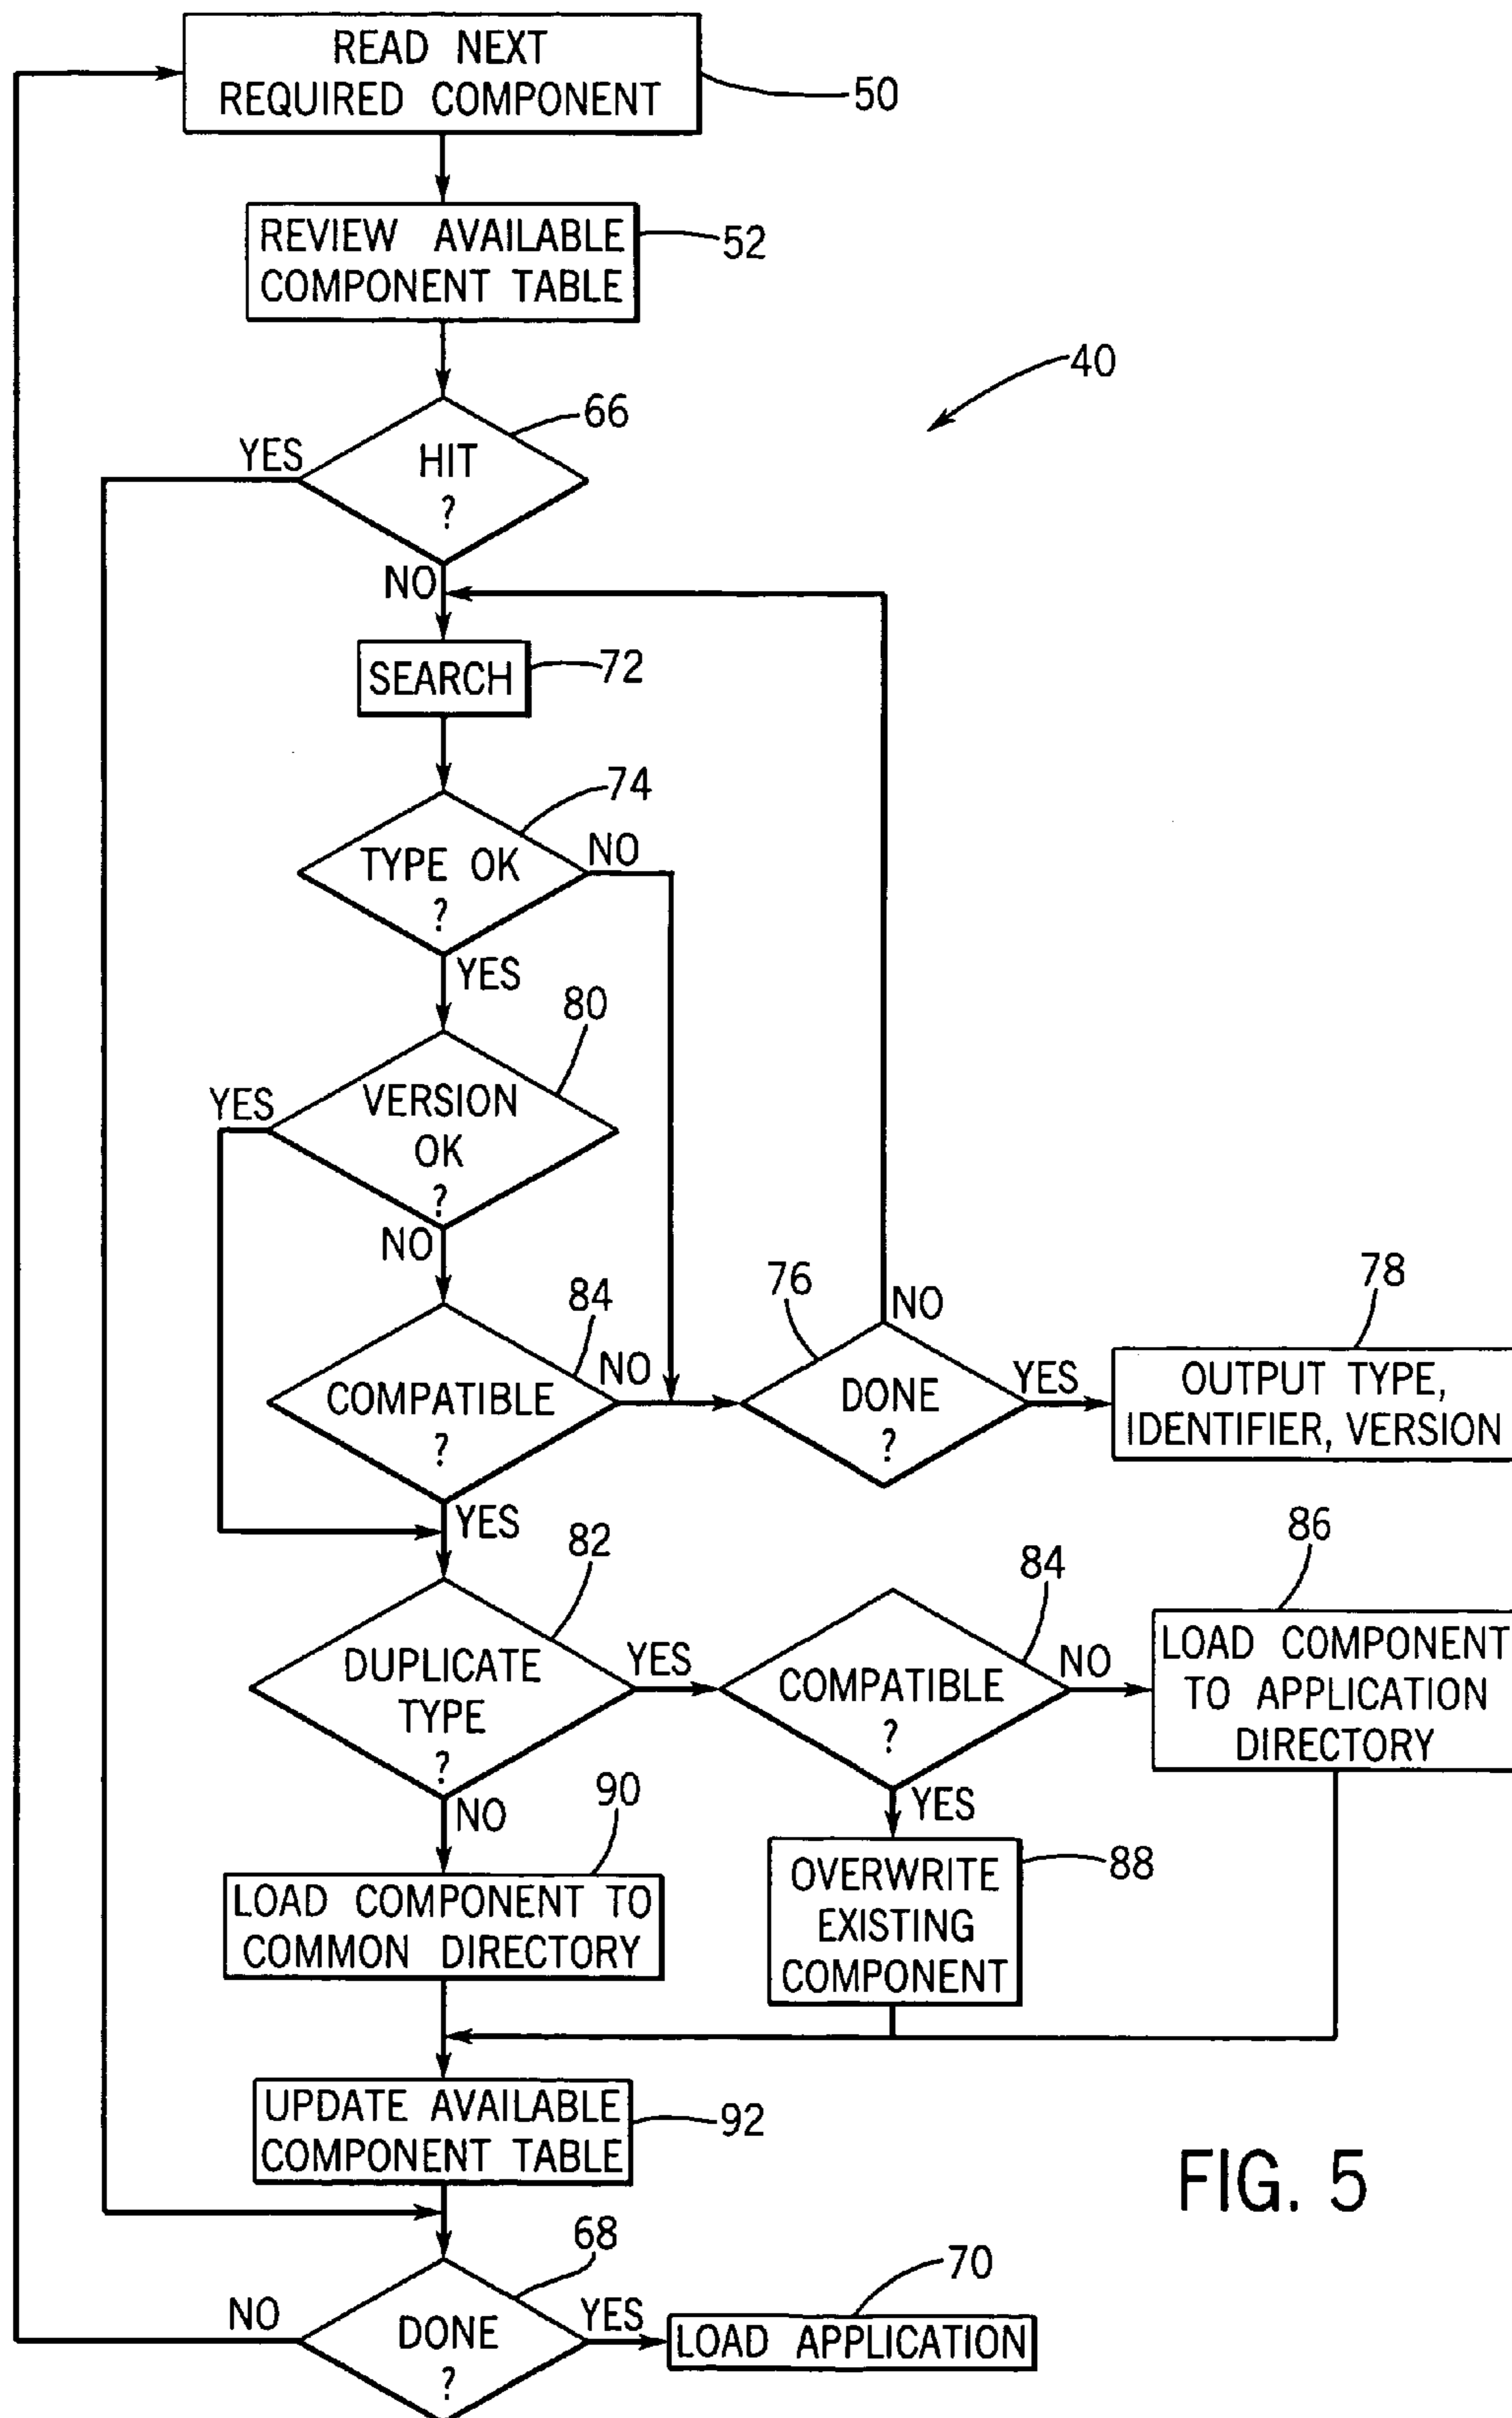 READ NEXT
REQUIRED COMPONENT
50
REVIEW AVAILABLE
COMPONENT TABLE
52
40
66
YES
HIT
?
NO
SEARCH
72
74
TYPE OK
?
NO
YES
80
YES
VERSION
OK
?
NO
84
COMPATIBLE
?
NO
YES
76
NO
DONE
?
YES
78
OUTPUT TYPE,
IDENTIFIER, VERSION
82
DUPLICATE
TYPE
?
YES
NO
84
COMPATIBLE
?
NO
YES
86
LOAD COMPONENT
TO APPLICATION
DIRECTORY
90
LOAD COMPONENT TO
COMMON DIRECTORY
88
OVERWRITE
EXISTING
COMPONENT
UPDATE AVAILABLE
COMPONENT TABLE
92
FIG. 5
68
NO
DONE
?
YES
70
LOAD APPLICATION